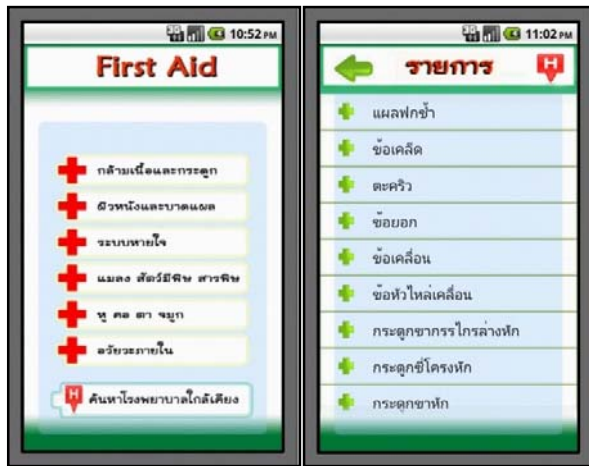 10:52 PM
First Aid
กล้ามเนื้อและกระดูก
ผิวหนังและบาดแผล
ระบบหายใจ
แมลง สัตว์มีพิษ สารพิษ
หู คอ ตา จมูก
อวัยวะภายใน
H ค้นหาโรงพยาบาลใกล้เคียง
11:02 PM
รายการ H
แผลฟกช้ำ
ข้อเคล็ด
ตะคริว
ข้อยอก
ข้อเคลื่อน
ข้อหัวไหล่เคลื่อน
กระดูกขากรรไกรล่างหัก
กระดูกซี่โครงหัก
กระดูกขาหัก